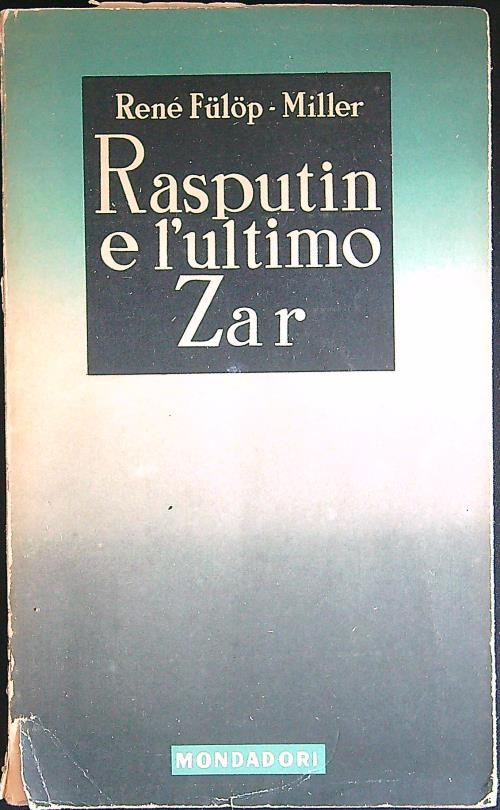 René Fülöp - Miller
Rasputin
e l'ultimo
Zar
MONDADORI